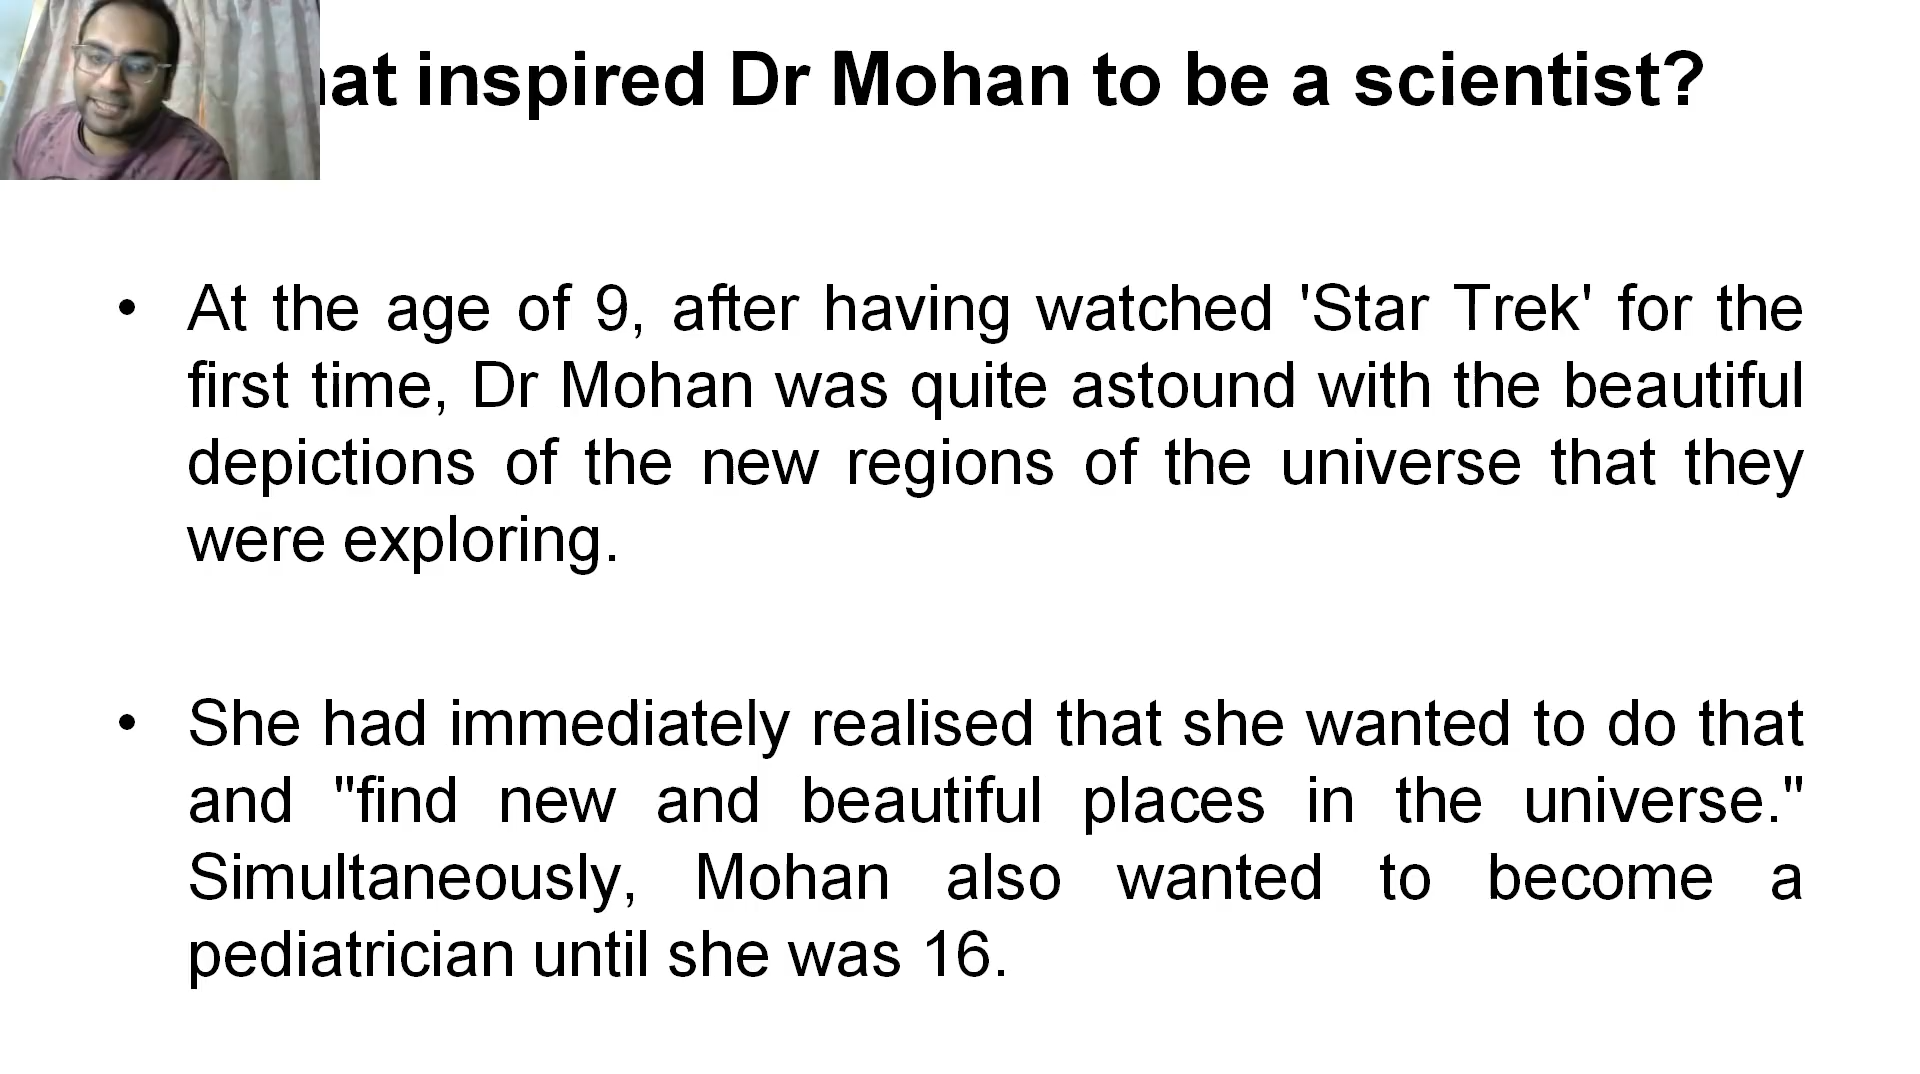 hat inspired Dr Mohan to be a scientist?
• At the age of 9, after having watched 'Star Trek' for the
first time, Dr Mohan was quite astound with the beautiful
depictions of the new regions of the universe that they
were exploring.
• She had immediately realised that she wanted to do that
and "find new and beautiful places in the universe."
Simultaneously, Mohan also wanted to become a
pediatrician until she was 16.